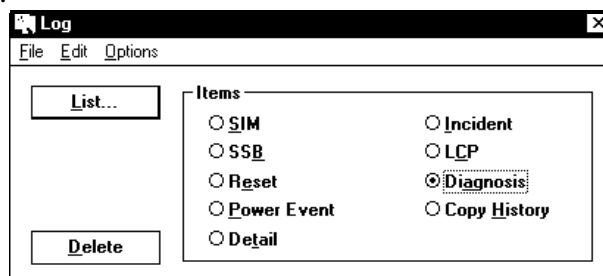 Log
File Edit Options
List...
Items
SIM Incident
SSB LCP
Reset Diagnosis
Power Event Copy History
Detail
Delete